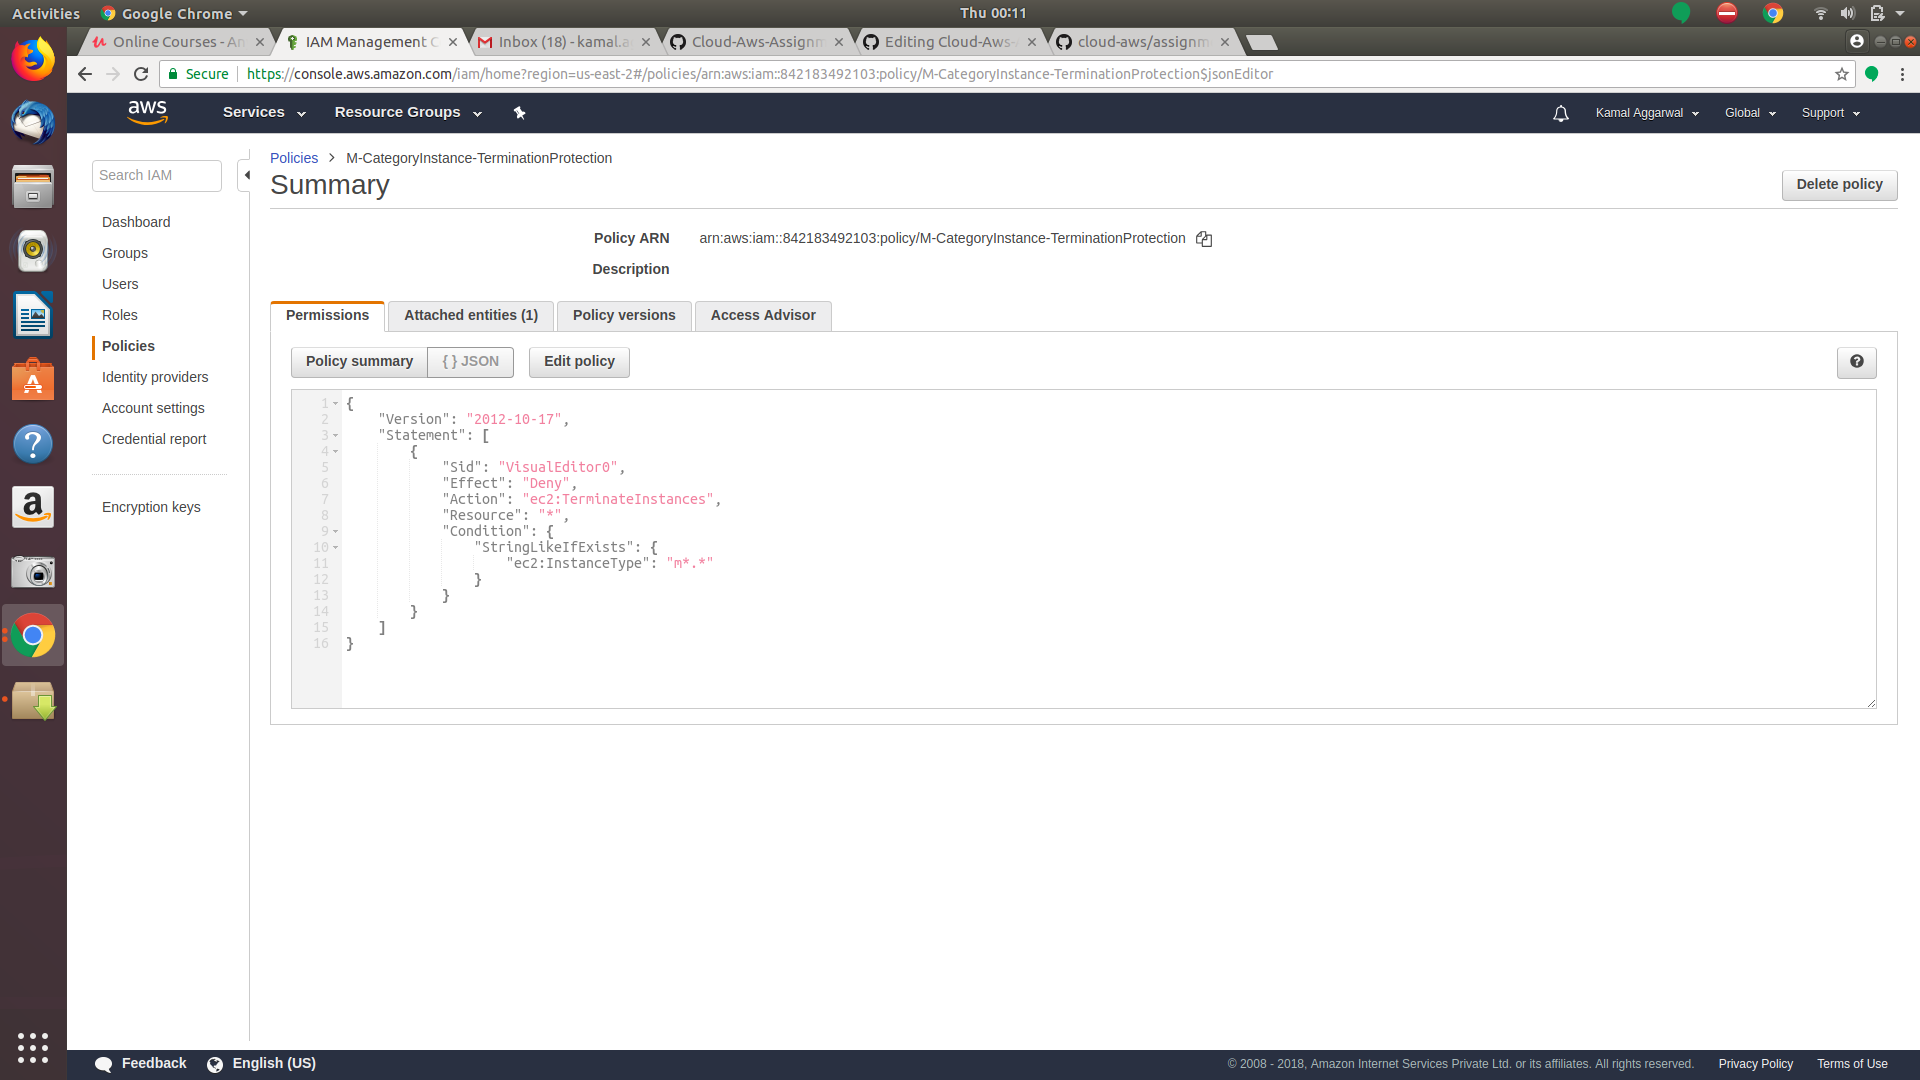 Activities
Google Chrome
Thu 00:11
Online Courses - An
IAM Management C
Inbox (18) - kamal.a
Cloud-Aws-Assignm
Editing Cloud-Aws-
cloud-aws/assignm
Secure
https://console.aws.amazon.com/iam/home?region=us-east-2#/policies/arn:aws:iam::842183492103:policy/M-CategoryInstance-TerminationProtection$jsonEditor
aws
Services
Resource Groups
Kamal Aggarwal
Global
Support
Search IAM
Dashboard
Groups
Users
Roles
Policies
Identity providers
Account settings
Credential report
Encryption keys
Policies > M-CategoryInstance-TerminationProtection
Summary
Delete policy
Policy ARN arn:aws:iam::842183492103:policy/M-CategoryInstance-TerminationProtection
Description
Permissions
Attached entities (1)
Policy versions
Access Advisor
Policy summary
{ } JSON
Edit policy
1 {
2 "Version": "2012-10-17",
3 "Statement": [
4 {
5 "Sid": "VisualEditor0",
6 "Effect": "Deny",
7 "Action": "ec2:TerminateInstances",
8 "Resource": "*",
9 "Condition": {
10 "StringLikeIfExists": {
11 "ec2:InstanceType": "m*.*"
12 }
13 }
14 }
15 ]
16 }
Feedback
English (US)
© 2008 - 2018, Amazon Internet Services Private Ltd. or its affiliates. All rights reserved.
Privacy Policy
Terms of Use